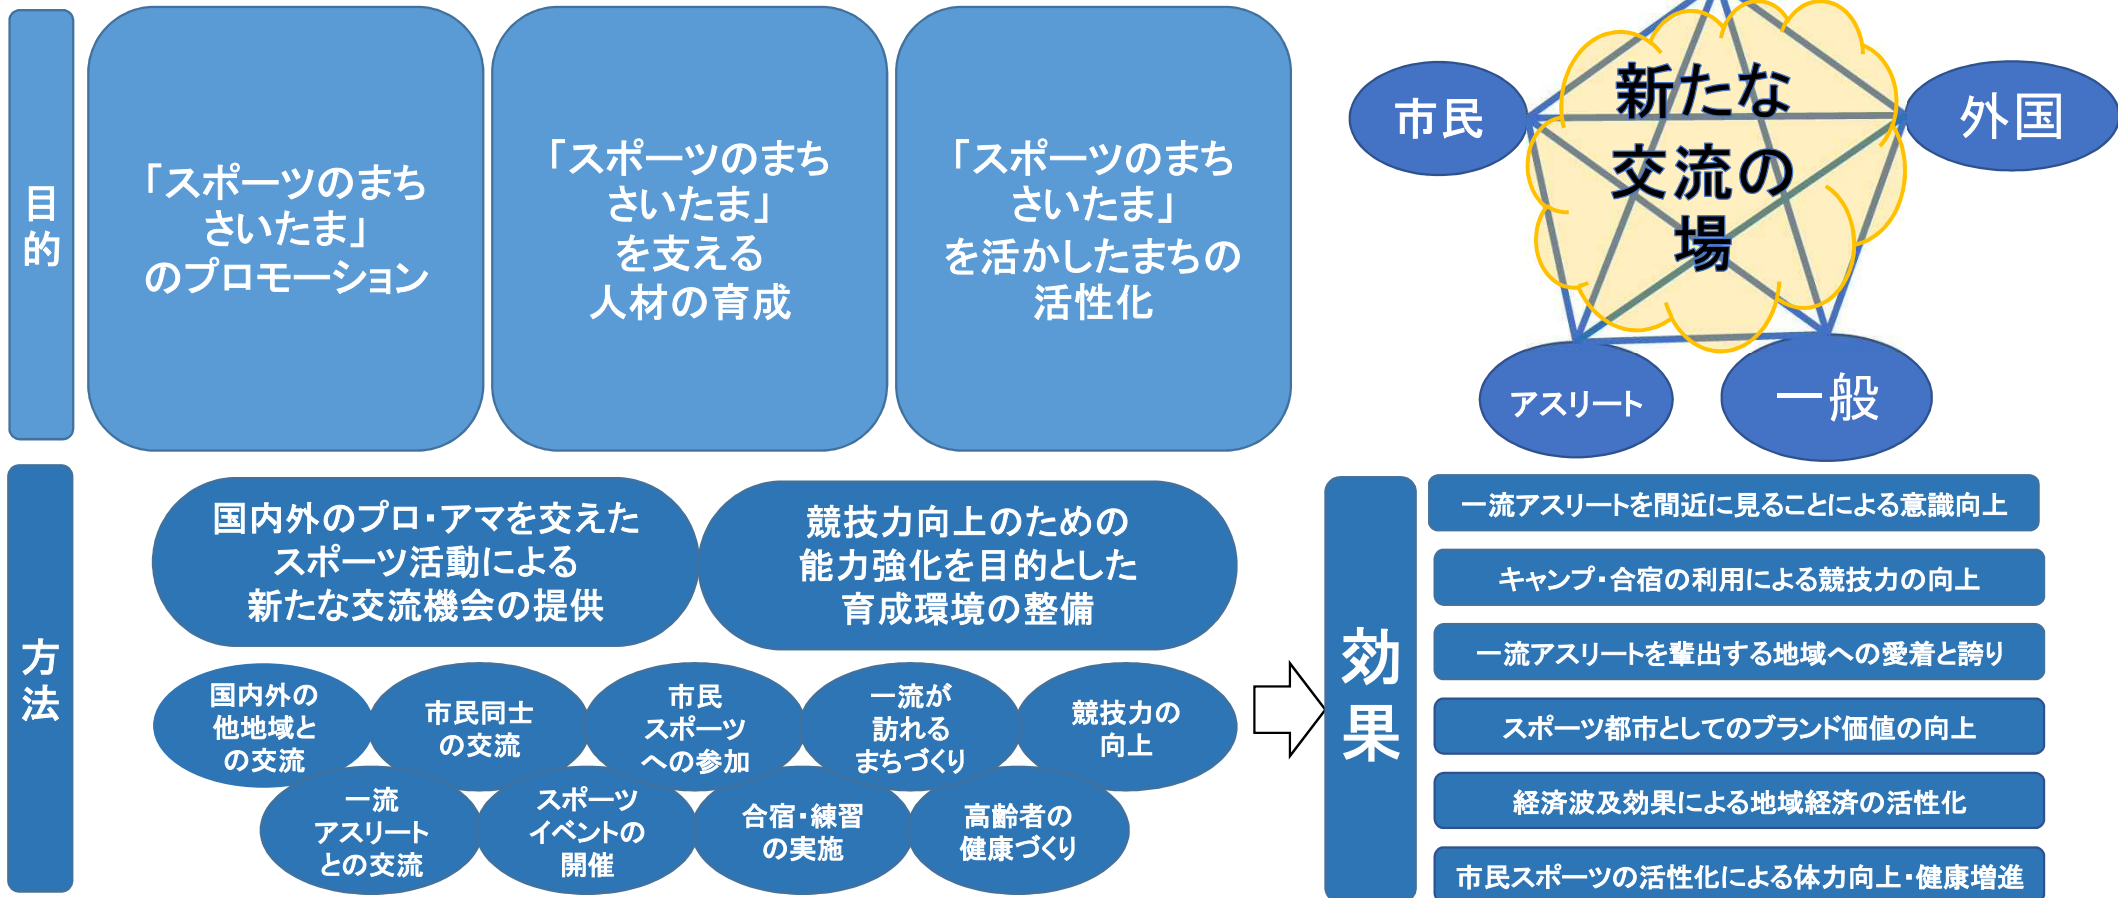 目
的
「スポーツのまち
さいたま」
のプロモーション
「スポーツのまち
さいたま」
を支える
人材の育成
「スポーツのまち
さいたま」
を活かしたまちの
活性化
新たな
交流の
場
市民
外国
アスリート
一般
方
法
国内外のプロ・アマを交えた
スポーツ活動による
新たな交流機会の提供
競技力向上のための
能力強化を目的とした
育成環境の整備
国内外の
他地域と
の交流
市民同士
の交流
市民
スポーツ
への参加
一流が
訪れる
まちづくり
競技力の
向上
一流
アスリート
との交流
スポーツ
イベントの
開催
合宿・練習
の実施
高齢者の
健康づくり
効
果
一流アスリートを間近に見ることによる意識向上
キャンプ・合宿の利用による競技力の向上
一流アスリートを輩出する地域への愛着と誇り
スポーツ都市としてのブランド価値の向上
経済波及効果による地域経済の活性化
市民スポーツの活性化による体力向上・健康増進